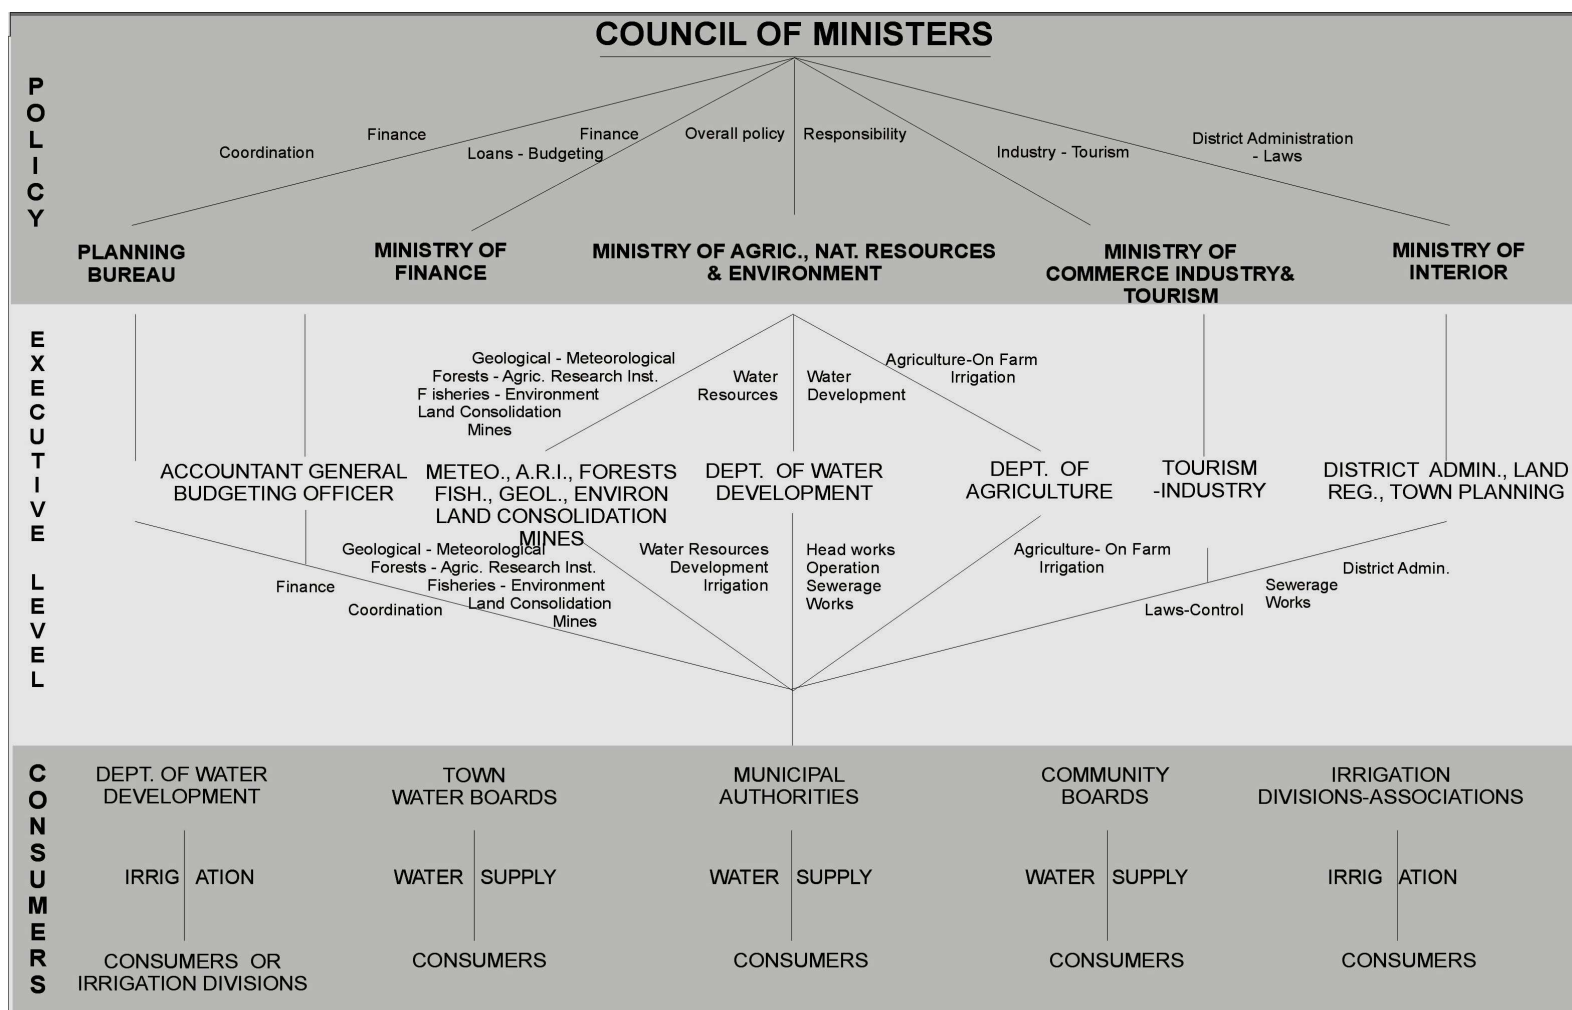 COUNCIL OF MINISTERS
POLICY
Finance
Coordination
Finance
Loans - Budgeting
Overall policy
Responsibility
Industry - Tourism
District Administration
- Laws
PLANNING
BUREAU
MINISTRY OF
FINANCE
MINISTRY OF AGRIC., NAT. RESOURCES
& ENVIRONMENT
MINISTRY OF
COMMERCE INDUSTRY&
TOURISM
MINISTRY OF
INTERIOR
EXECUTIVE LEVEL
Geological - Meteorological
Forests - Agric. Research Inst.
F isheries - Environment
Land Consolidation
Mines
Water
Resources
Water
Development
Agriculture-On Farm
Irrigation
ACCOUNTANT GENERAL
BUDGETING OFFICER
METEO., A.R.I., FORESTS
FISH., GEOL., ENVIRON
LAND CONSOLIDATION
MINES
DEPT. OF WATER
DEVELOPMENT
DEPT. OF
AGRICULTURE
TOURISM
-INDUSTRY
DISTRICT ADMIN., LAND
REG., TOWN PLANNING
Finance
Coordination
Geological - Meteorological
Forests - Agric. Research Inst.
Fisheries - Environment
Land Consolidation
Mines
Water Resources
Development
Irrigation
Head works
Operation
Sewerage
Works
Agriculture- On Farm
Irrigation
Laws-Control
Sewerage
Works
District Admin.
CONSUMERS
DEPT. OF WATER
DEVELOPMENT
TOWN
WATER BOARDS
MUNICIPAL
AUTHORITIES
COMMUNITY
BOARDS
IRRIGATION
DIVISIONS-ASSOCIATIONS
IRRIG ATION
WATER SUPPLY
WATER SUPPLY
WATER SUPPLY
IRRIG ATION
CONSUMERS OR
IRRIGATION DIVISIONS
CONSUMERS
CONSUMERS
CONSUMERS
CONSUMERS